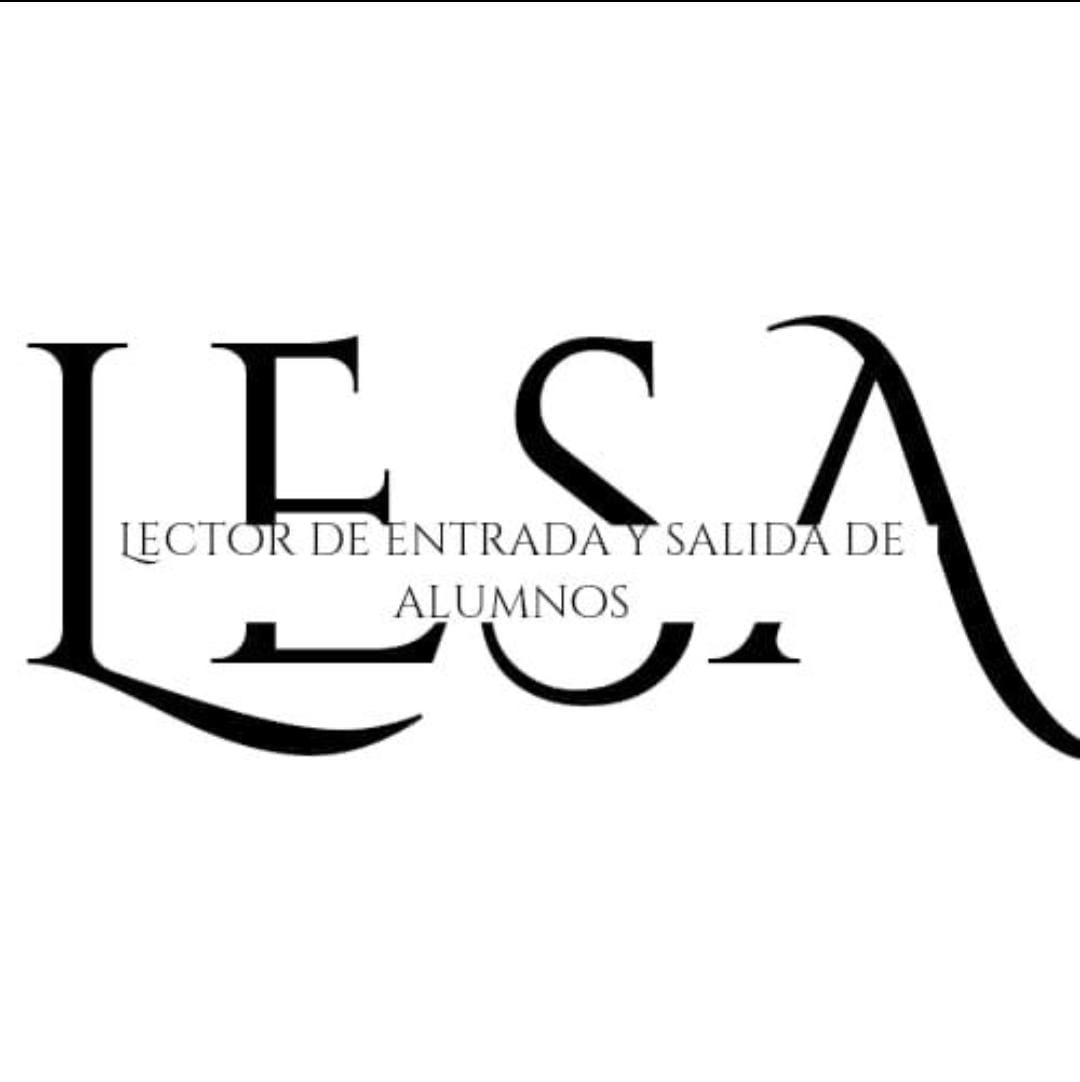 LESA
LECTOR DE ENTRADA Y SALIDA DE
ALUMNOS